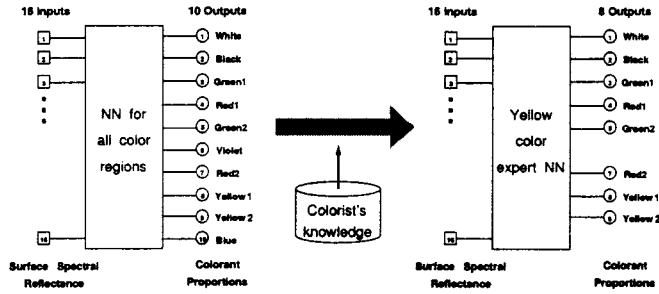 16 Inputs
10 Outputs
1
2
3
16
NN for
all color
regions
1 White
2 Black
3 Green1
4 Red1
5 Green2
6 Violet
7 Red2
8 Yellow 1
9 Yellow 2
10 Blue
Surface Spectral
Reflectance
Colorant
Proportions
Colorist's
knowledge
16 Inputs
8 Outputs
1
2
3
16
Yellow
color
expert NN
1 White
2 Black
3 Green1
4 Red1
5 Green2
7 Red2
8 Yellow 1
9 Yellow 2
Surface Spectral
Reflectance
Colorant
Proportions